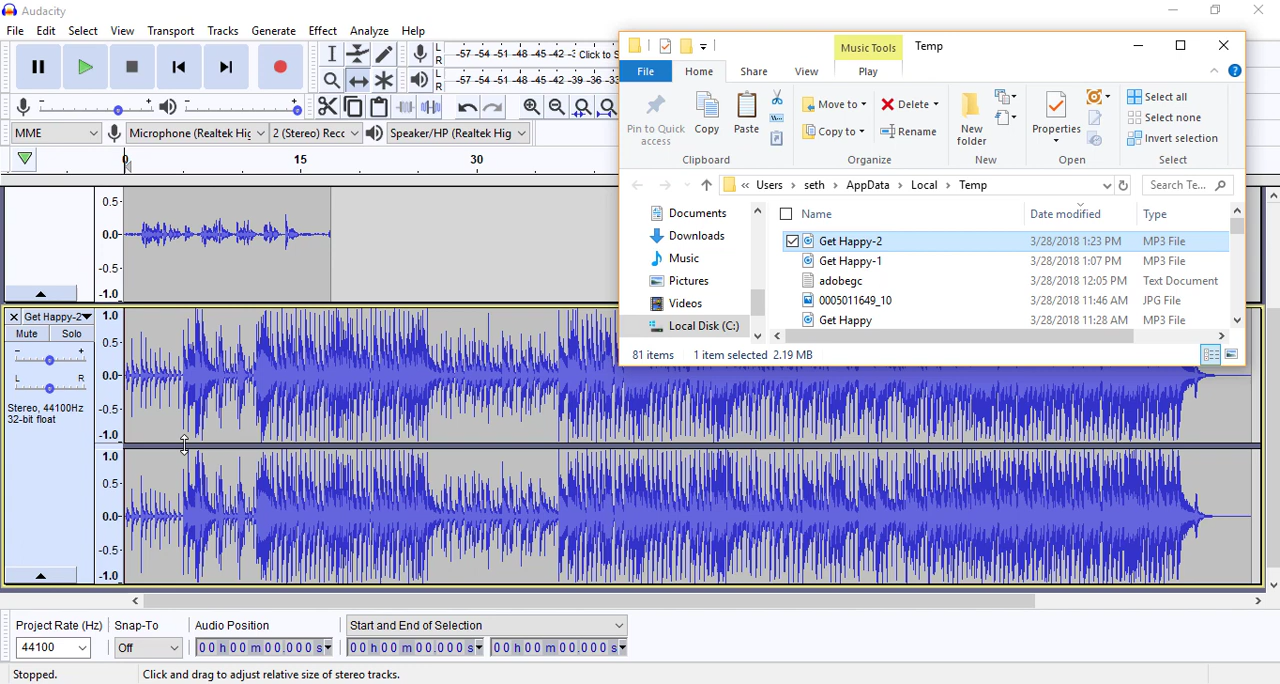 Audacity
File Edit Select View Transport Tracks Generate Effect Analyze Help
L
R
-57 -54 -51 -48 -45 -42 -3 Click to S
L
R
-57 -54 -51 -48 -45 -42 -39 -36 -33
MME
Microphone (Realtek Hig
2 (Stereo) Recc
Speaker/HP (Realtek Hig
0 15 30
0.5
0.0
-0.5
-1.0
Get Happy-2
Mute Solo
- +
L R
Stereo, 44100Hz
32-bit float
1.0
0.5
0.0
-0.5
-1.0
1.0
0.5
0.0
-0.5
-1.0
Music Tools
Temp
File Home Share View Play
Pin to Quick access
Copy
Paste
Clipboard
Move to
Copy to
Delete
Rename
Organize
New folder
New
Properties
Open
Select all
Select none
Invert selection
Select
« Users › seth › AppData › Local › Temp
Search Te...
Documents
Downloads
Music
Pictures
Videos
Local Disk (C:)
Name Date modified Type
Get Happy-2 3/28/2018 1:23 PM MP3 File
Get Happy-1 3/28/2018 1:07 PM MP3 File
adobegc 3/28/2018 12:05 PM Text Document
0005011649_10 3/28/2018 11:46 AM JPG File
Get Happy 3/28/2018 11:28 AM MP3 File
81 items 1 item selected 2.19 MB
Project Rate (Hz) Snap-To Audio Position Start and End of Selection
44100 Off 00 h 00 m 00.000 s 00 h 00 m 00.000 s 00 h 00 m 00.000 s
Stopped. Click and drag to adjust relative size of stereo tracks.